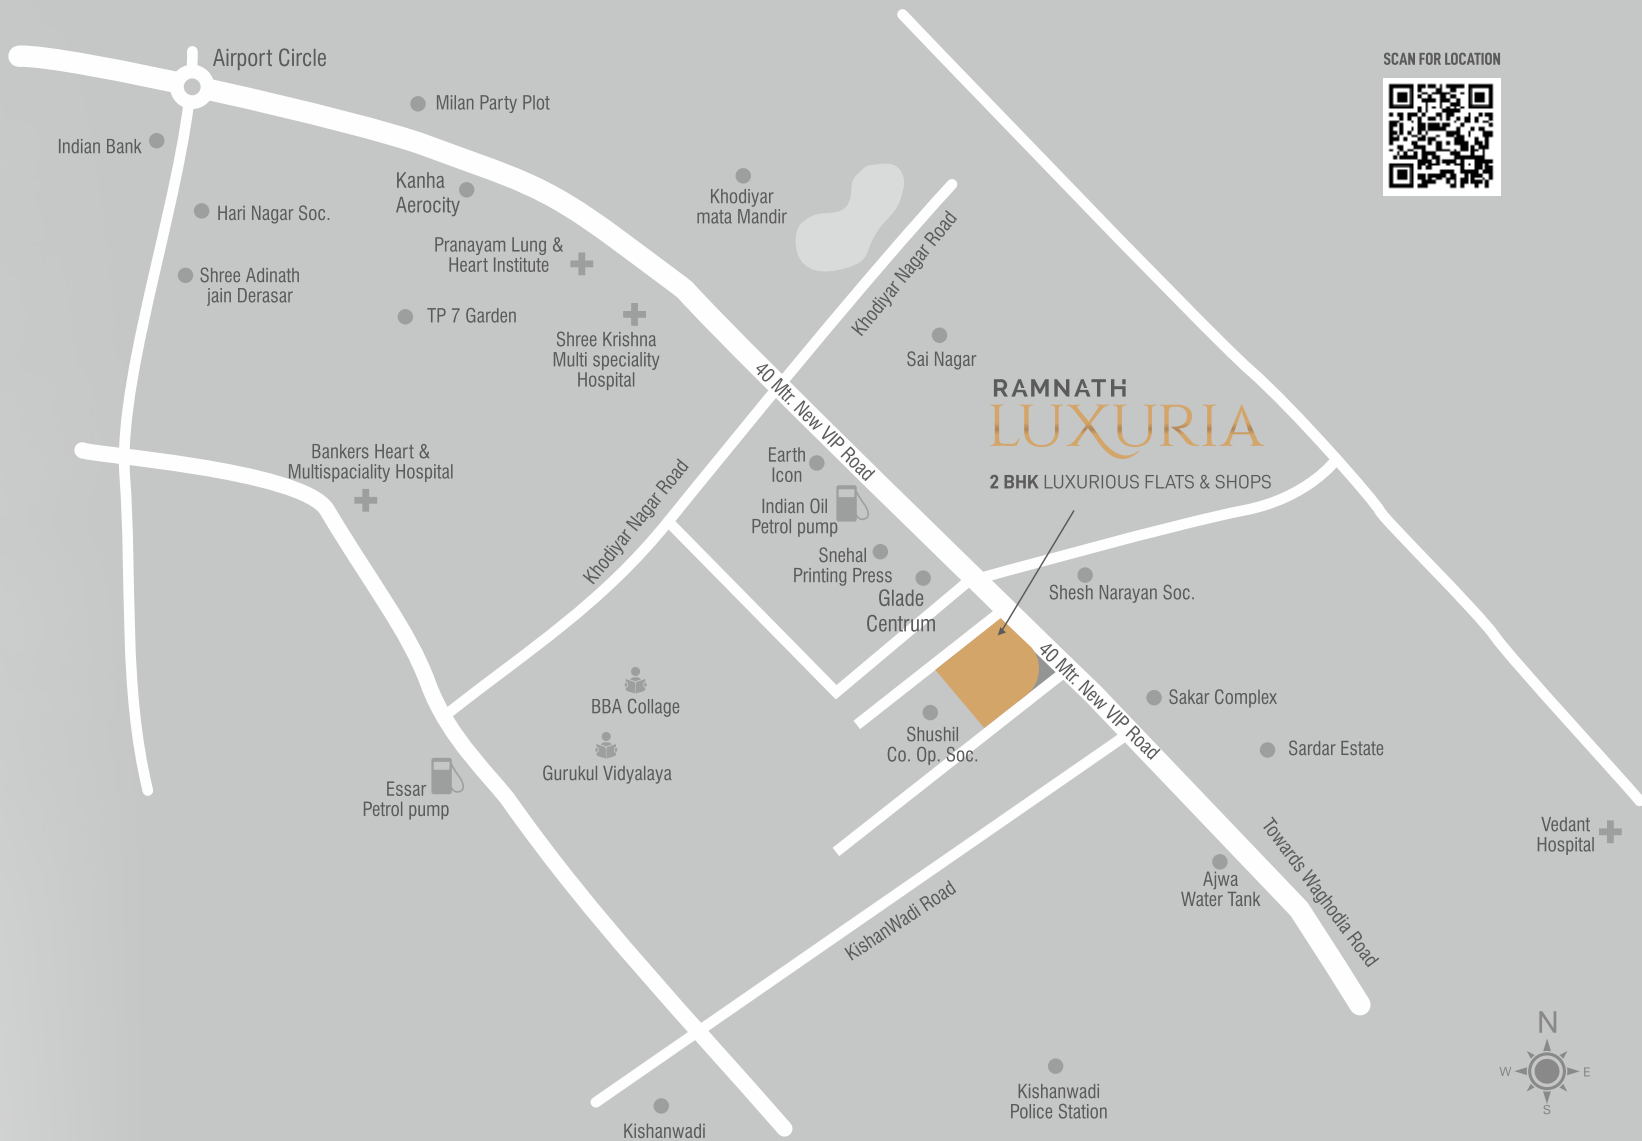 Airport Circle
SCAN FOR LOCATION
Milan Party Plot
Indian Bank
Kanha
Aerocity
Khodiyar
mata Mandir
Hari Nagar Soc.
Khodiyar Nagar Road
Pranayam Lung &
Heart Institute
Shree Adinath
jain Derasar
TP 7 Garden
Shree Krishna
Multi speciality
Hospital
Sai Nagar
40 Mtr. New VIP Road
RAMNATH
LUXURIA
2 BHK LUXURIOUS FLATS & SHOPS
Bankers Heart &
Multispaciality Hospital
Earth
Icon
Khodiyar Nagar Road
Indian Oil
Petrol pump
Snehal
Printing Press
Glade
Centrum
Shesh Narayan Soc.
40 Mtr. New VIP Road
BBA Collage
Sakar Complex
Shushil
Co. Op. Soc.
Sardar Estate
Gurukul Vidyalaya
Essar
Petrol pump
Vedant
Hospital
Towards Waghodia Road
Ajwa
Water Tank
KishanWadi Road
N
W
E
S
Kishanwadi
Police Station
Kishanwadi